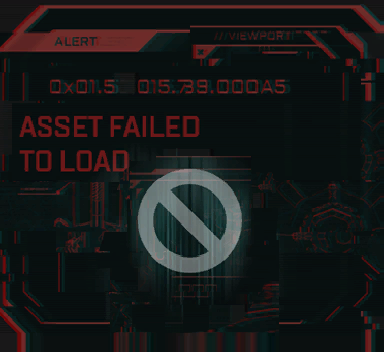 ALERT
///VIEWPORT
0x01.5 015.738.000A5
ASSET FAILED
TO LOAD